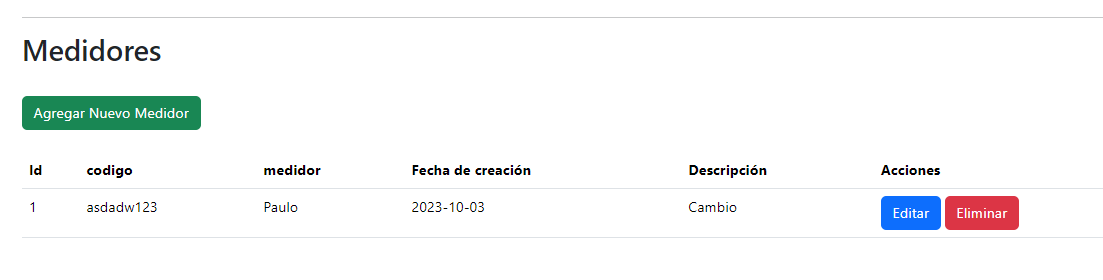 Medidores
Agregar Nuevo Medidor
Id codigo medidor Fecha de creación Descripción Acciones
1 asdadw123 Paulo 2023-10-03 Cambio Editar Eliminar